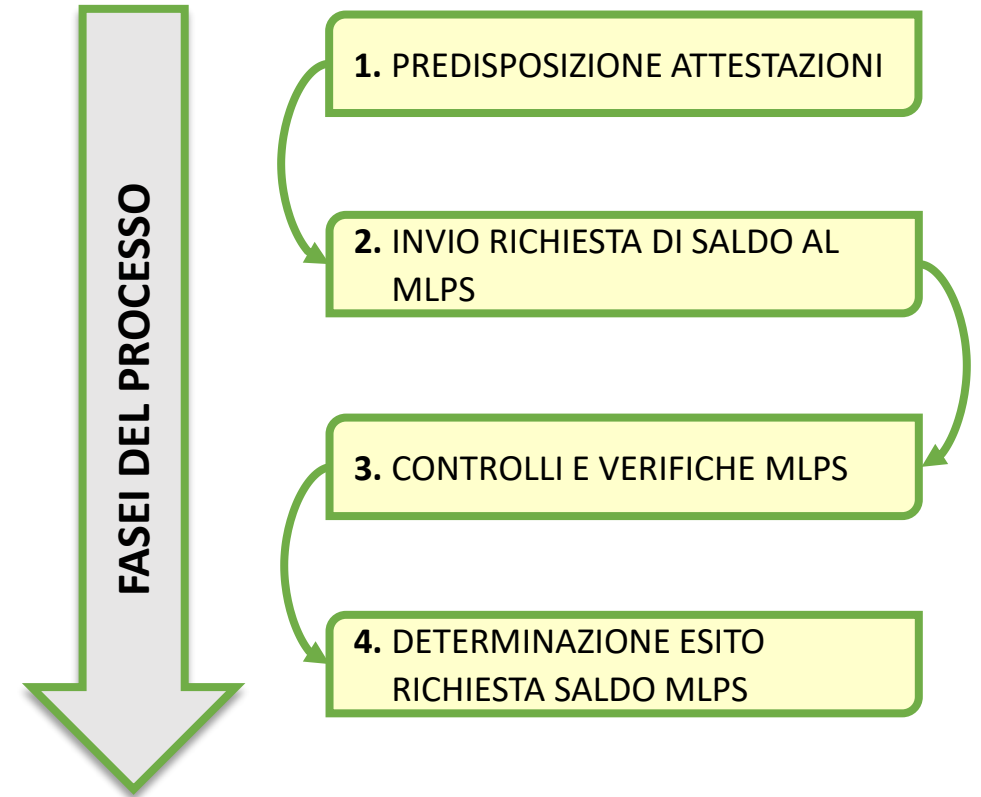 FASI DEL PROCESSO
1. PREDISPOSIZIONE ATTESTAZIONI
2. INVIO RICHIESTA DI SALDO AL
MLPS
3. CONTROLLI E VERIFICHE MLPS
4. DETERMINAZIONE ESITO
RICHIESTA SALDO MLPS